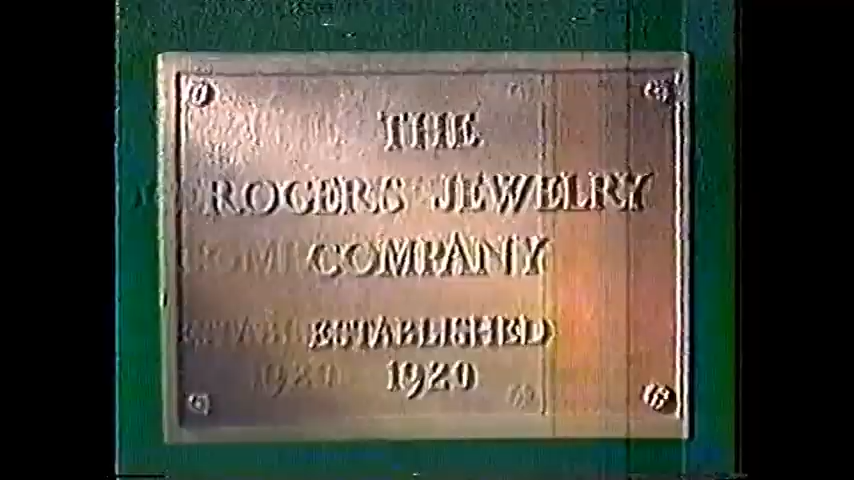 THE
ROGERS JEWELRY
COMPANY
ESTABLISHED
1920